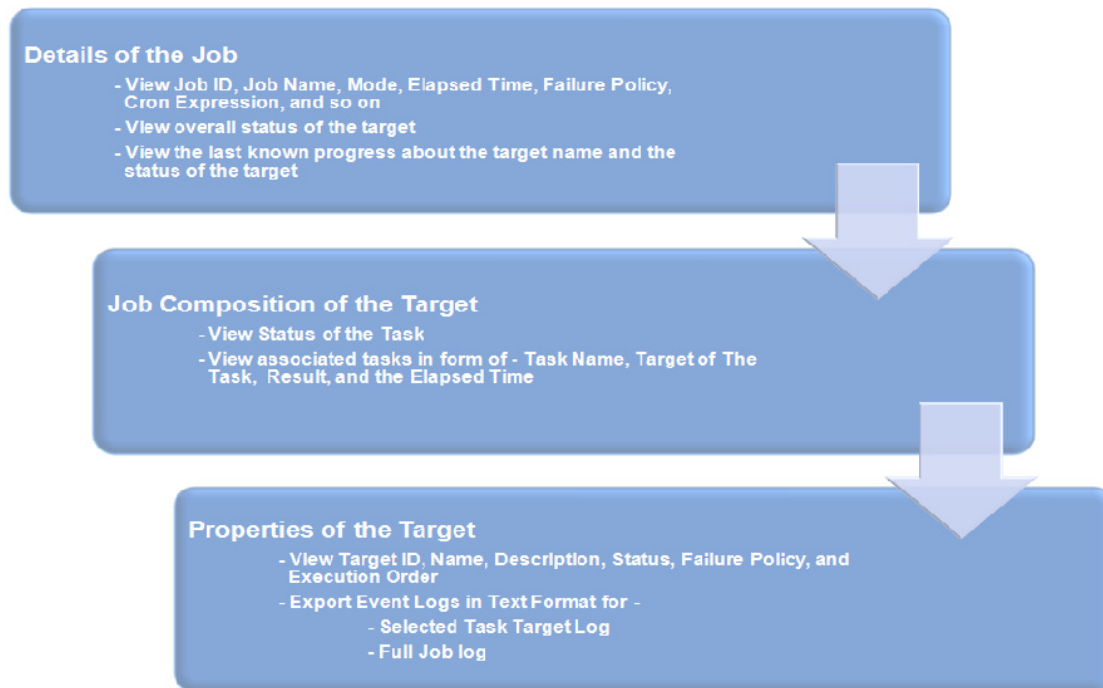 Details of the Job
- View Job ID, Job Name, Mode, Elapsed Time, Failure Policy,
Cron Expression, and so on
- View overall status of the target
- View the last known progress about the target name and the
status of the target
Job Composition of the Target
- View Status of the Task
- View associated tasks in form of - Task Name, Target of The
Task, Result, and the Elapsed Time
Properties of the Target
- View Target ID, Name, Description, Status, Failure Policy, and
Execution Order
- Export Event Logs in Text Format for -
- Selected Task Target Log
- Full Job log